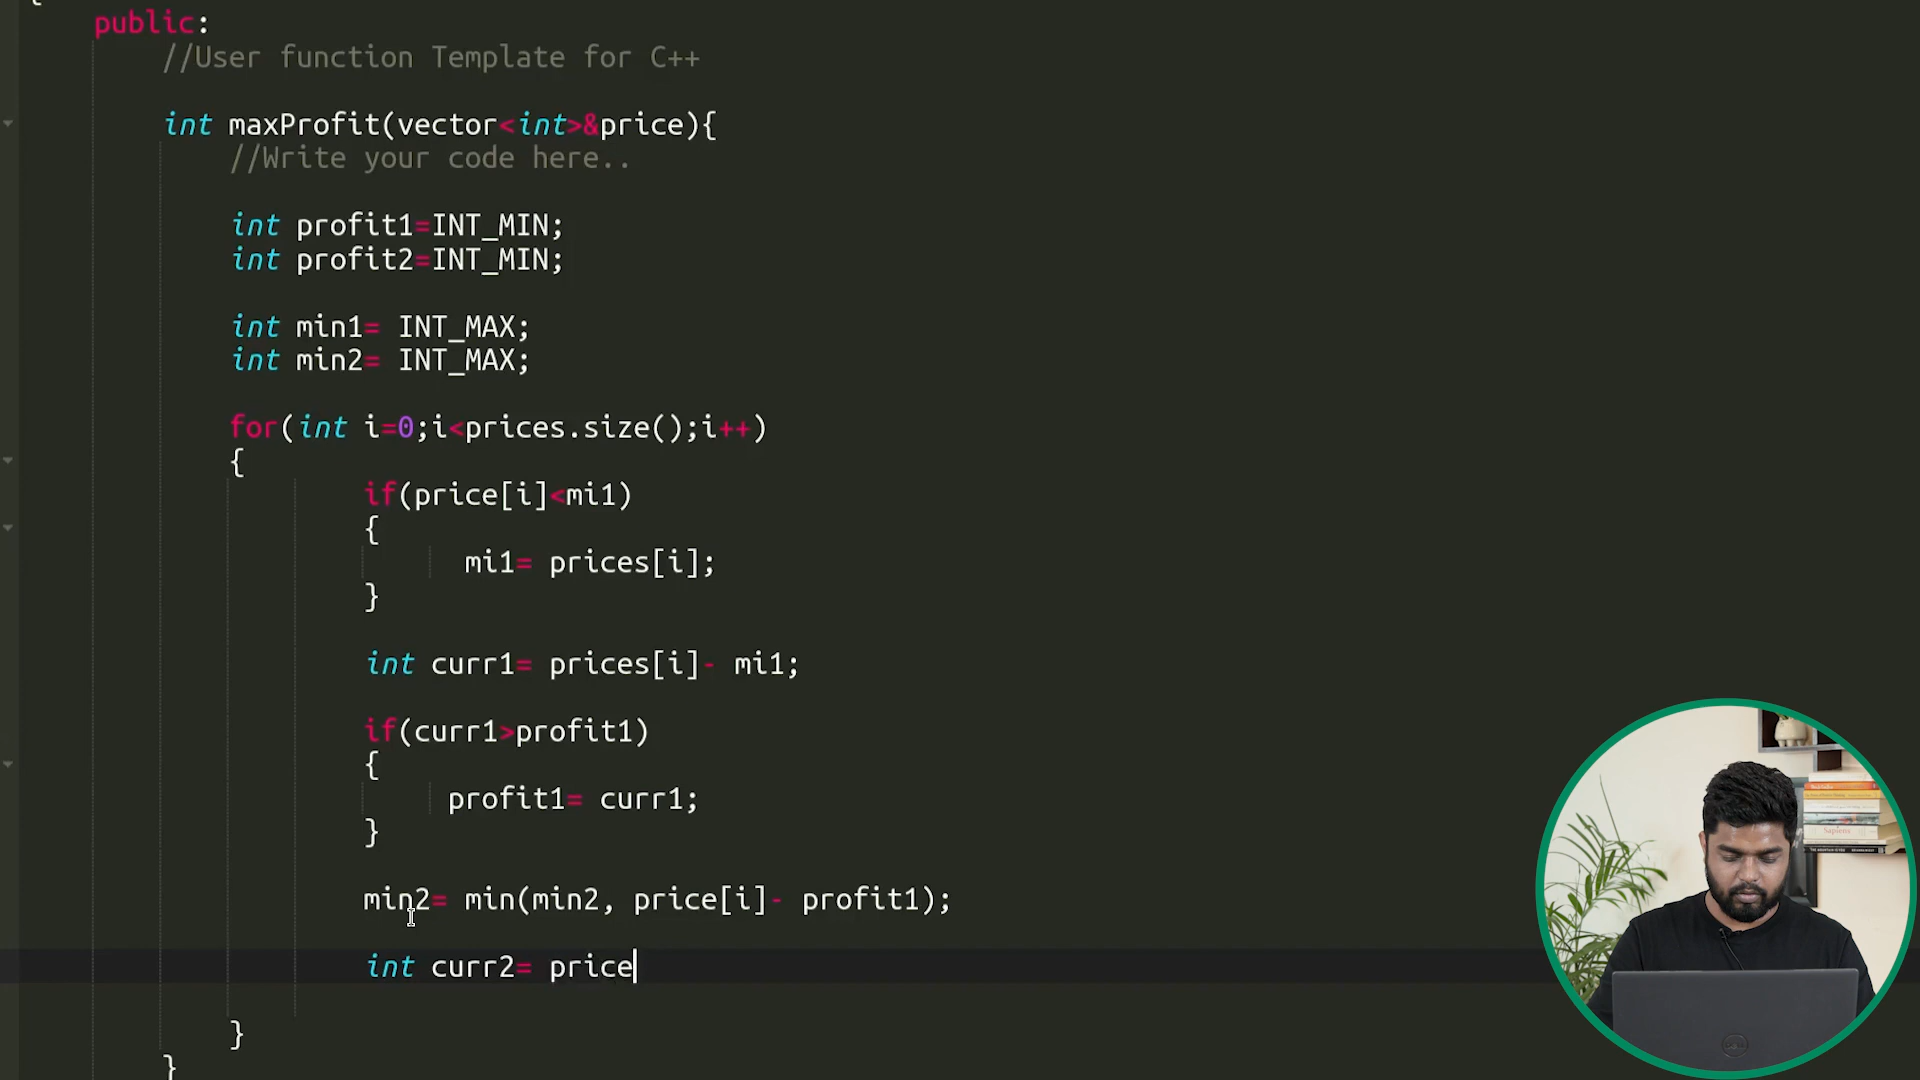 {
public:
//User function Template for C++
int maxProfit(vector<int>&price){
//Write your code here..
int profit1=INT_MIN;
int profit2=INT_MIN;
int min1= INT_MAX;
int min2= INT_MAX;
for(int i=0;i<prices.size();i++)
{
if(price[i]<mi1)
{
mi1= prices[i];
}
int curr1= prices[i]- mi1;
if(curr1>profit1)
{
profit1= curr1;
}
min2= min(min2, price[i]- profit1);
int curr2= price
}
}
Sapiens